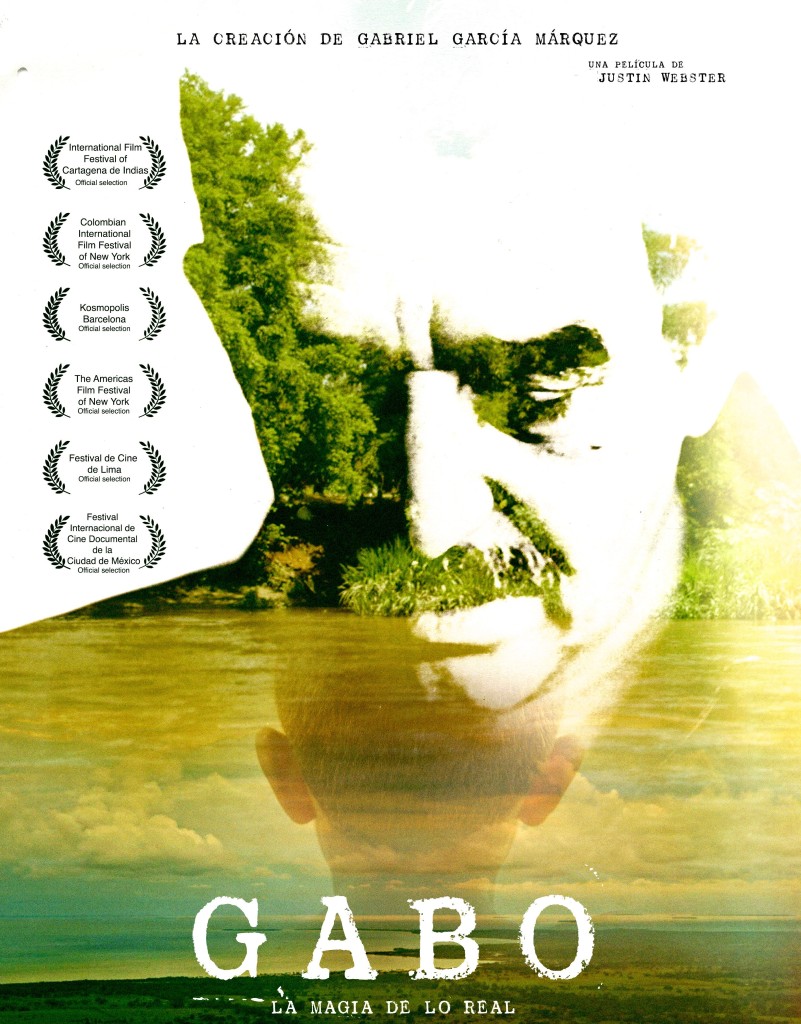 LA CREACIÓN DE GABRIEL GARCÍA MÁRQUEZ
UNA PELÍCULA DE
JUSTIN WEBSTER
International Film
Festival of
Cartagena de Indias
Official selection
Colombian
International
Film Festival
of New York
Official selection
Kosmopolis
Barcelona
Official selection
The Americas
Film Festival
of New York
Official selection
Festival de Cine
de Lima
Official selection
Festival
Internacional de
Cine Documental
de la
Ciudad de México
Official selection
GABO
LA MAGIA DE LO REAL